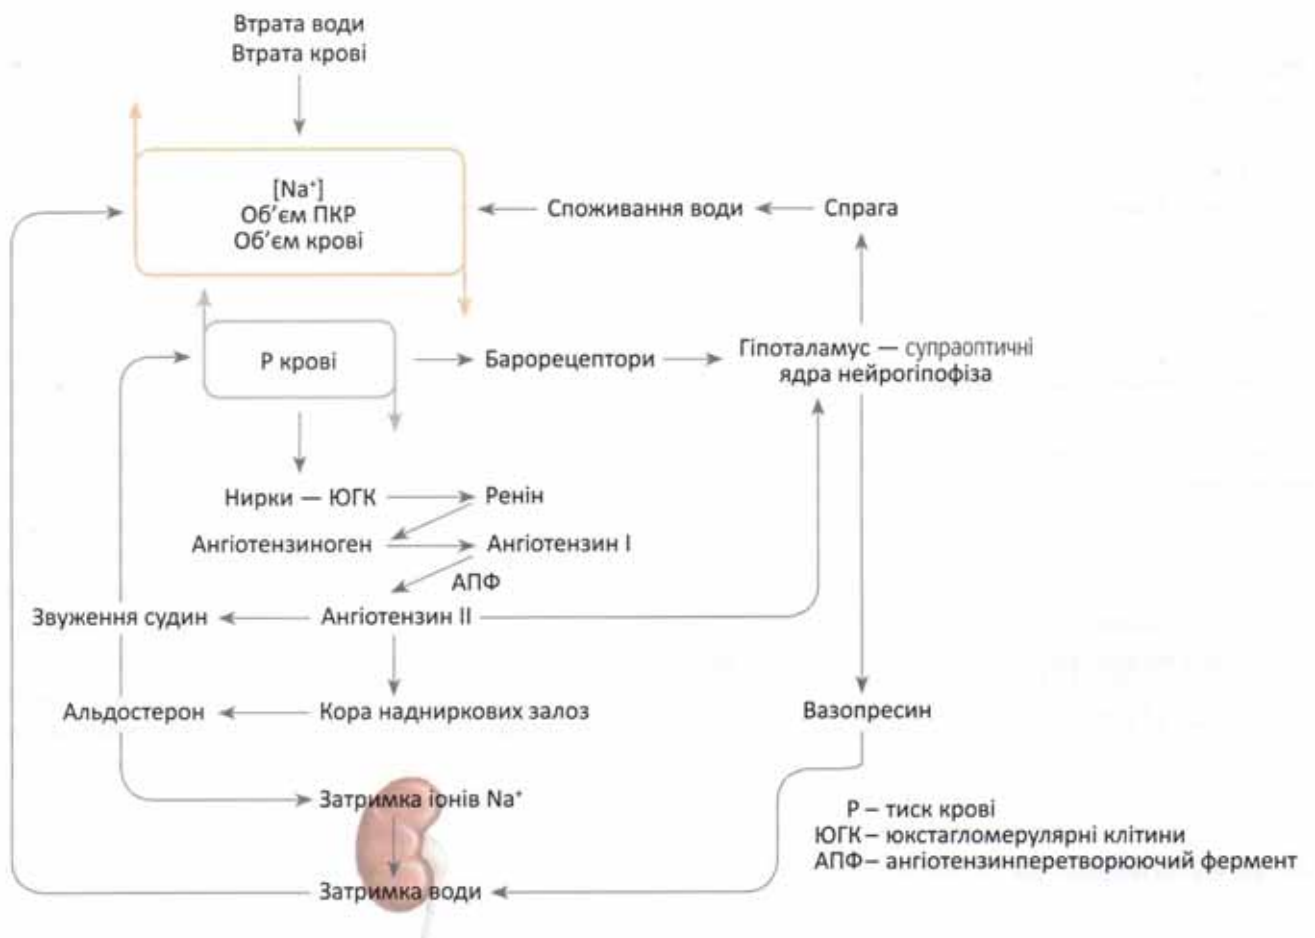 Втрата води
Втрата крові
[Na⁺]
Об’єм ПКР
Об’єм крові
Споживання води
Спрага
Р крові
Барорецептори
Гіпоталамус — супраоптичні
ядра нейрогіпофіза
Нирки — ЮГК
Ренін
Ангіотензиноген
Ангіотензин І
АПФ
Звуження судин
Ангіотензин ІІ
Альдостерон
Кора надниркових залоз
Вазопресин
Затримка іонів Na⁺
Затримка води
Р – тиск крові
ЮГК – юкстагломерулярні клітини
АПФ – ангіотензинперетворюючий фермент